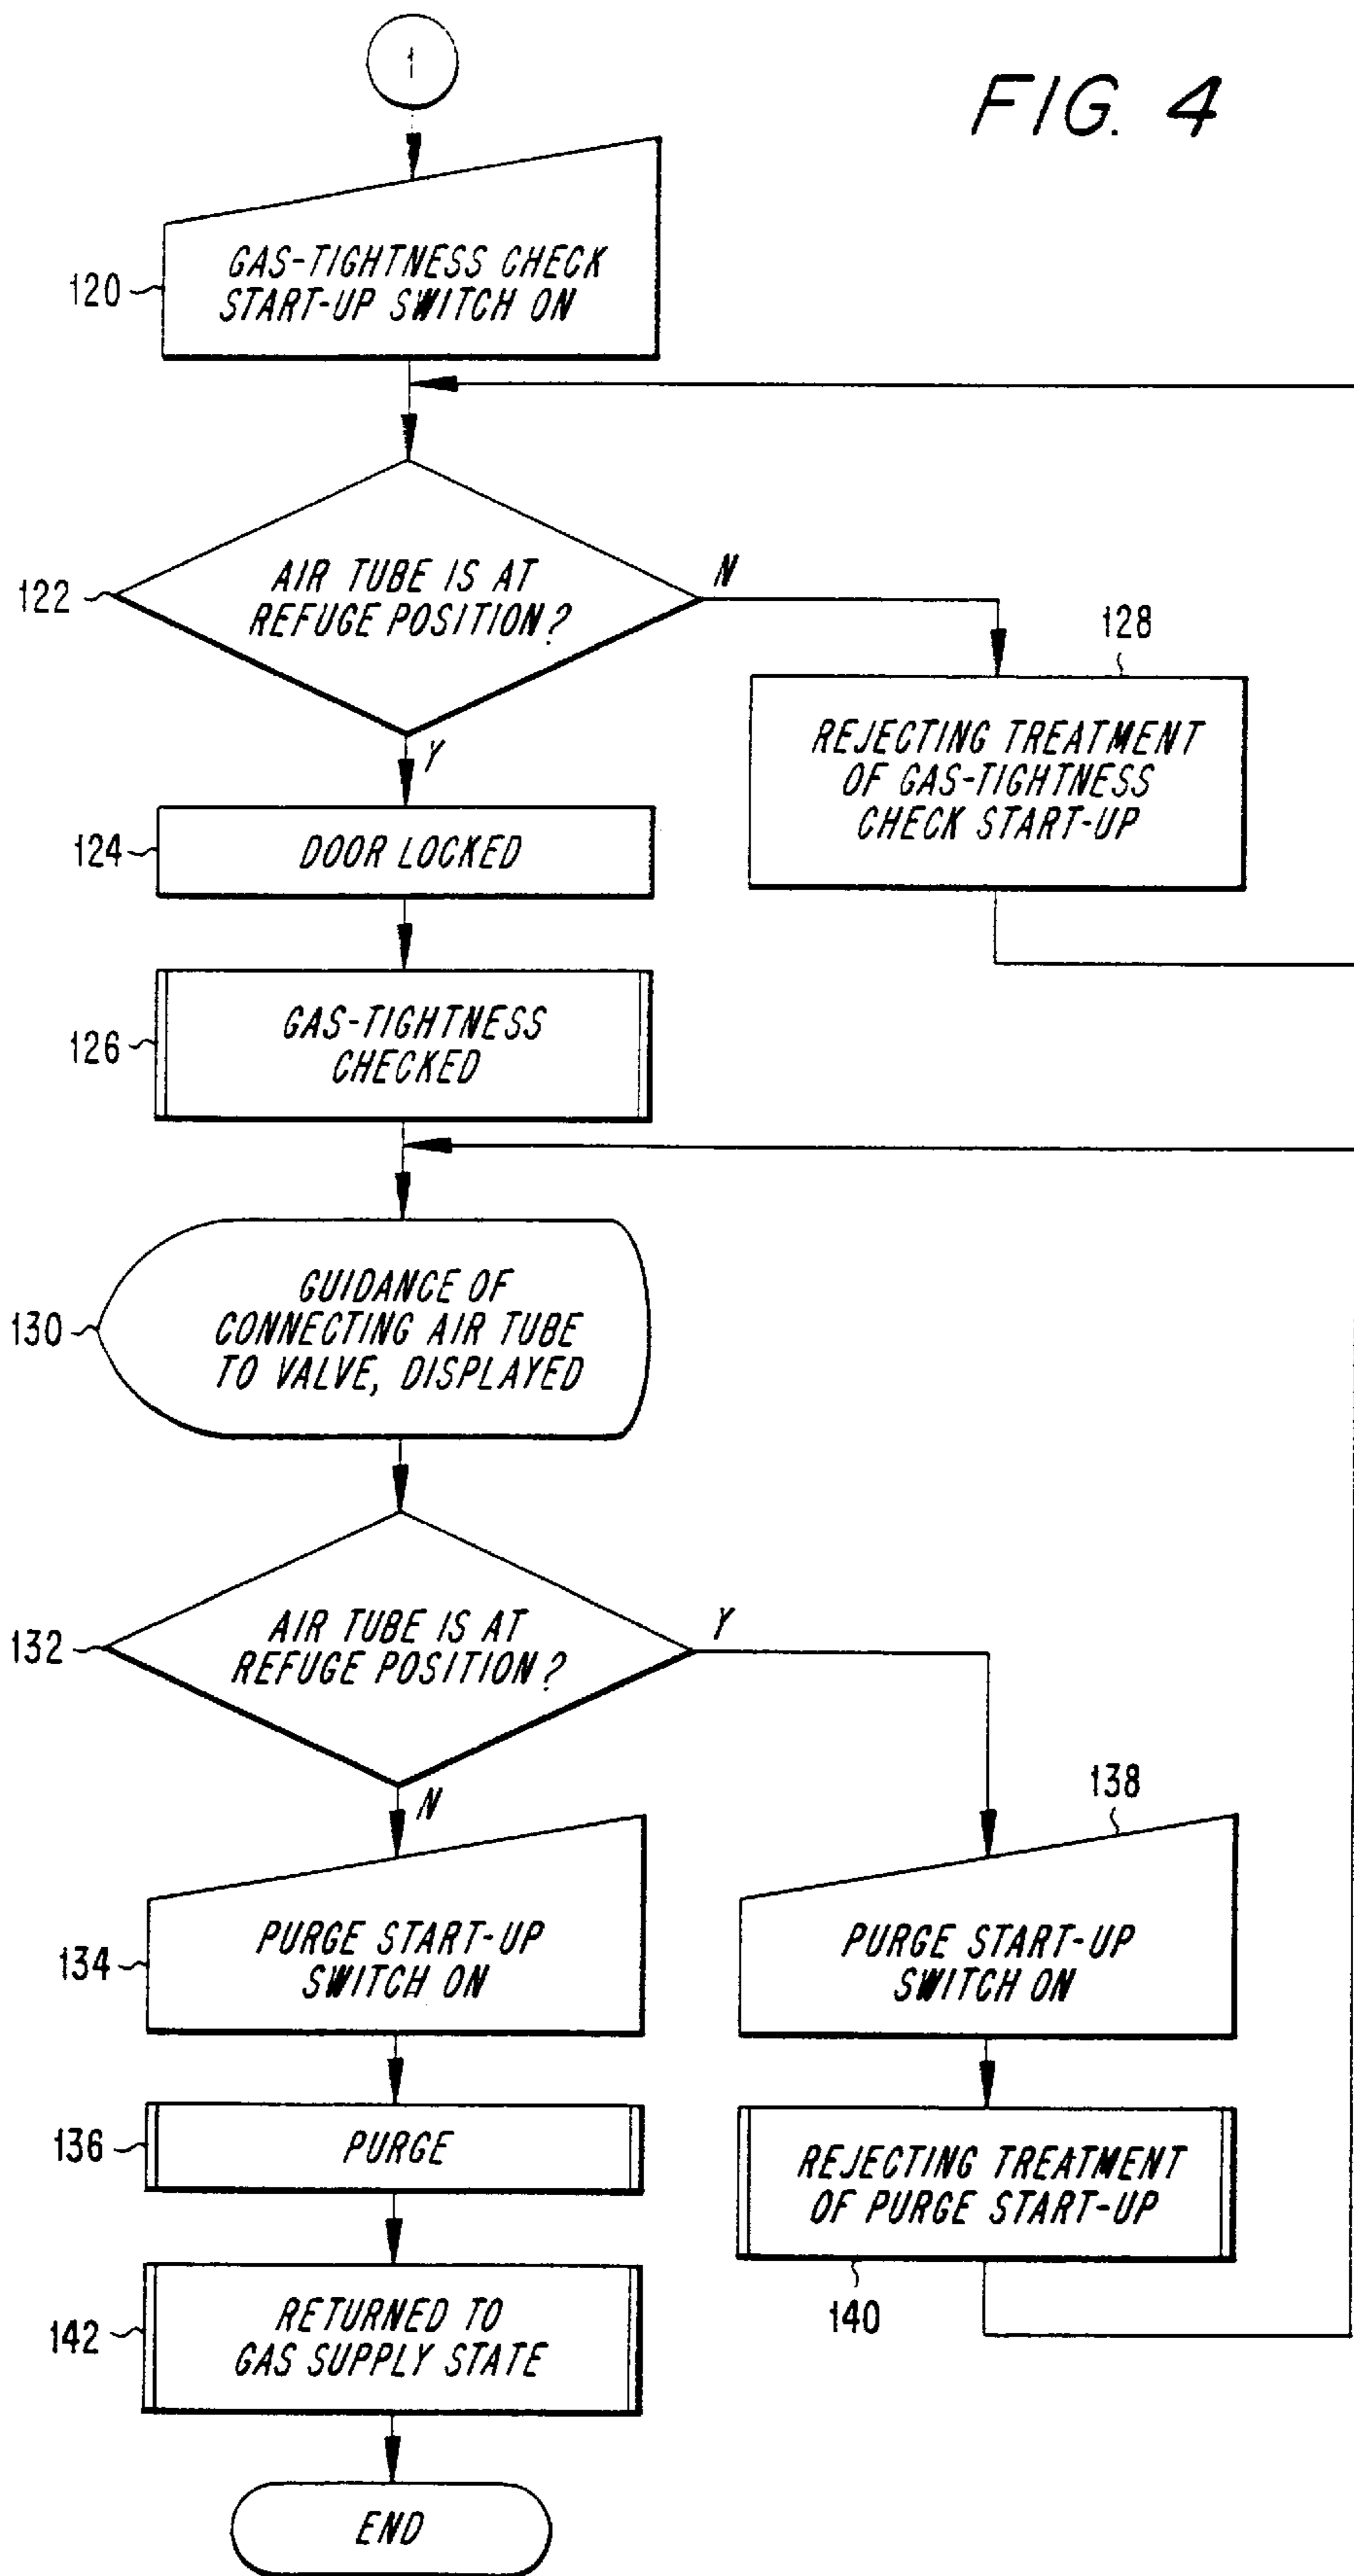 1
FIG. 4
120
GAS-TIGHTNESS CHECK
START-UP SWITCH ON
122
AIR TUBE IS AT
REFUGE POSITION?
N
Y
128
REJECTING TREATMENT
OF GAS-TIGHTNESS
CHECK START-UP
124
DOOR LOCKED
126
GAS-TIGHTNESS
CHECKED
130
GUIDANCE OF
CONNECTING AIR TUBE
TO VALVE, DISPLAYED
132
AIR TUBE IS AT
REFUGE POSITION?
Y
N
134
PURGE START-UP
SWITCH ON
138
PURGE START-UP
SWITCH ON
136
PURGE
REJECTING TREATMENT
OF PURGE START-UP
140
142
RETURNED TO
GAS SUPPLY STATE
END